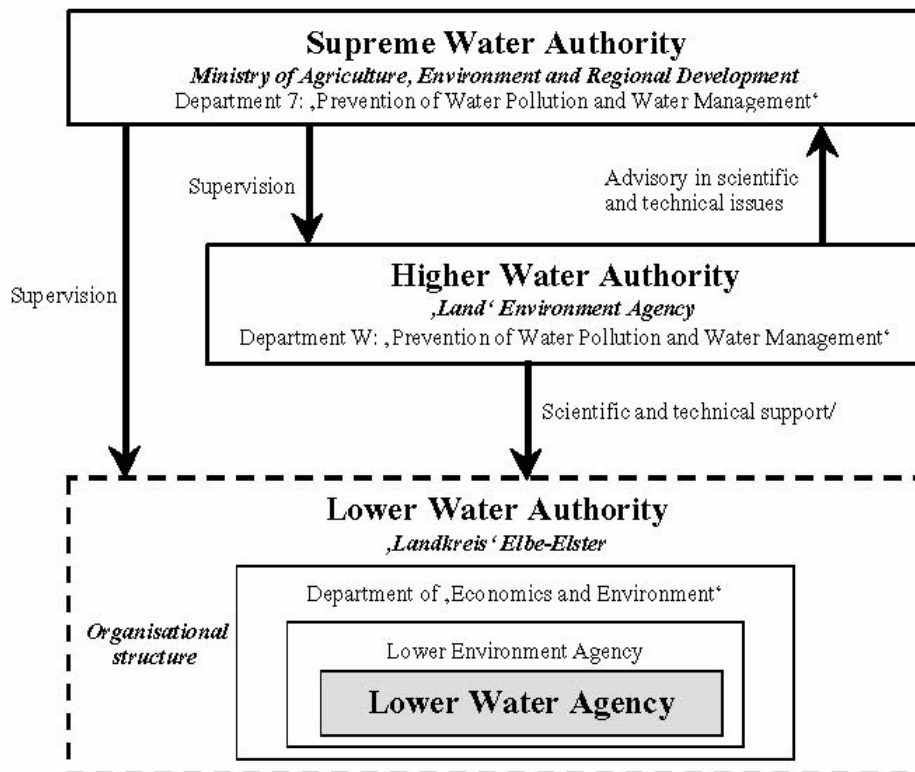 Supreme Water Authority
Ministry of Agriculture, Environment and Regional Development
Department 7: ‚Prevention of Water Pollution and Water Management‘
Supervision
Advisory in scientific
and technical issues
Supervision
Higher Water Authority
‚Land‘ Environment Agency
Department W: ‚Prevention of Water Pollution and Water Management‘
Scientific and technical support/
Lower Water Authority
‚Landkreis‘ Elbe-Elster
Department of ‚Economics and Environment‘
Organisational
structure
Lower Environment Agency
Lower Water Agency